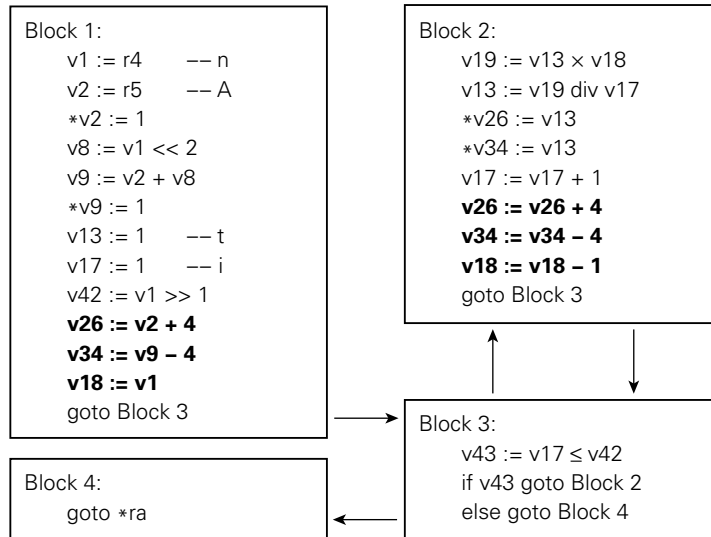 Block 1:
v1 := r4 –– n
v2 := r5 –– A
*v2 := 1
v8 := v1 << 2
v9 := v2 + v8
*v9 := 1
v13 := 1 –– t
v17 := 1 –– i
v42 := v1 >> 1
v26 := v2 + 4
v34 := v9 – 4
v18 := v1
goto Block 3
Block 2:
v19 := v13 × v18
v13 := v19 div v17
*v26 := v13
*v34 := v13
v17 := v17 + 1
v26 := v26 + 4
v34 := v34 – 4
v18 := v18 – 1
goto Block 3
Block 3:
v43 := v17 ≤ v42
if v43 goto Block 2
else goto Block 4
Block 4:
goto *ra